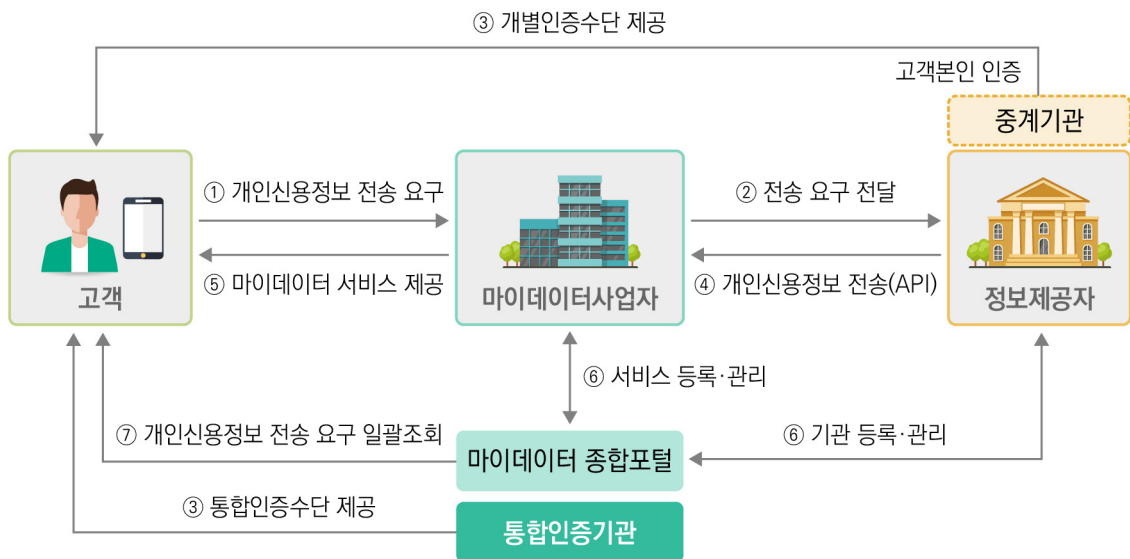 ③ 개별인증수단 제공
고객본인 인증
중계기관
① 개인신용정보 전송 요구
② 전송 요구 전달
⑤ 마이데이터 서비스 제공
④ 개인신용정보 전송(API)
고객
마이데이터사업자
정보제공자
⑥ 서비스 등록·관리
⑦ 개인신용정보 전송 요구 일괄조회
⑥ 기관 등록·관리
마이데이터 종합포털
③ 통합인증수단 제공
통합인증기관